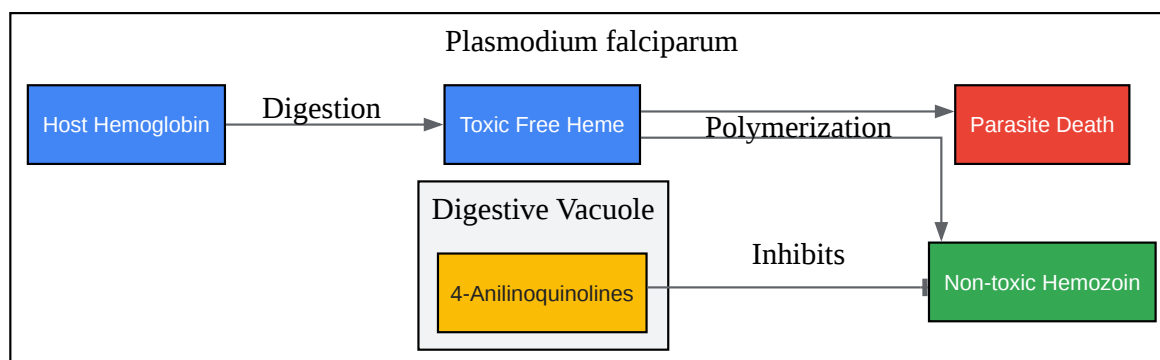 Plasmodium falciparum
Host Hemoglobin
Digestion
Toxic Free Heme
Polymerization
Parasite Death
Digestive Vacuole
4-Anilinoquinolines
Inhibits
Non-toxic Hemozoin